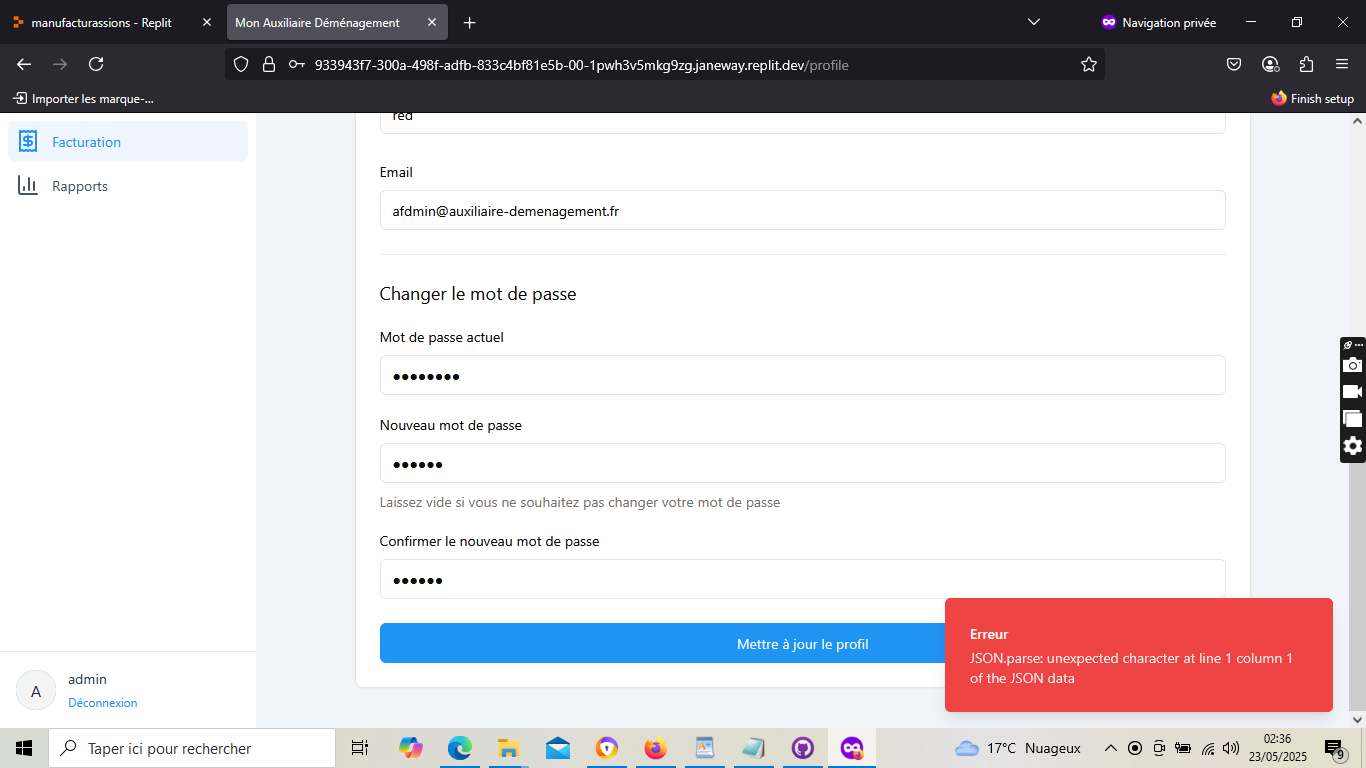 manufacturassions - Replit
Mon Auxiliaire Déménagement
Navigation privée
933943f7-300a-498f-adfb-833c4bf81e5b-00-1pwh3v5mkg9zg.janeway.replit.dev/profile
Importer les marque-...
Finish setup
Facturation
Rapports
red
Email
afdmin@auxiliaire-demenagement.fr
Changer le mot de passe
Mot de passe actuel
Nouveau mot de passe
Laissez vide si vous ne souhaitez pas changer votre mot de passe
Confirmer le nouveau mot de passe
Mettre à jour le profil
Erreur
JSON.parse: unexpected character at line 1 column 1
of the JSON data
A
admin
Déconnexion
Taper ici pour rechercher
17°C Nuageux
02:36
23/05/2025
9